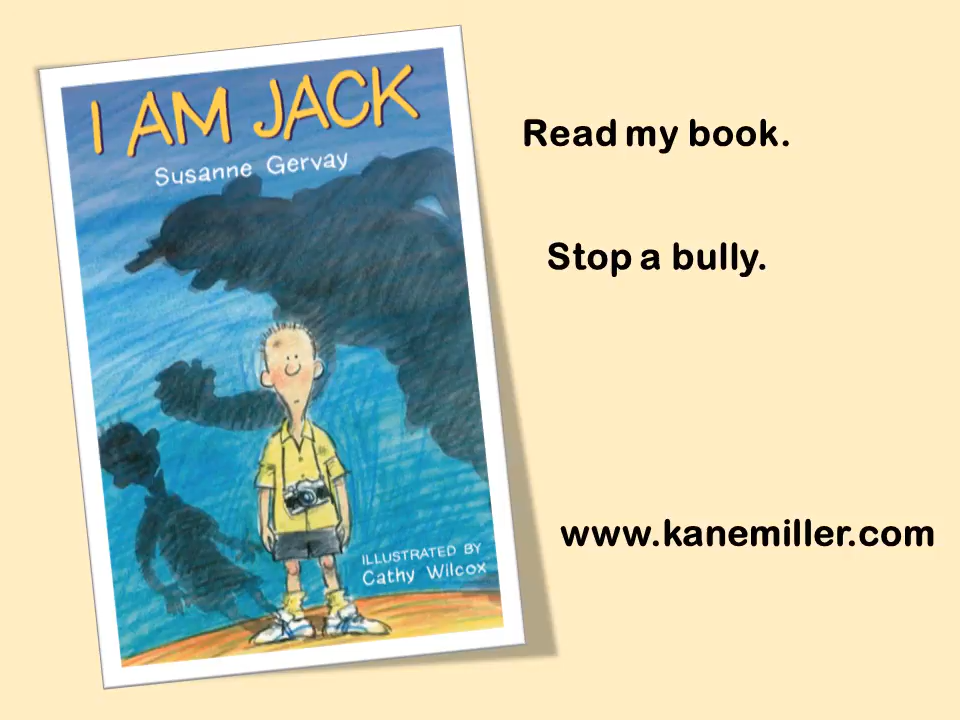 I AM JACK
Susanne Gervay
ILLUSTRATED BY
Cathy Wilcox
Read my book.
Stop a bully.
www.kanemiller.com